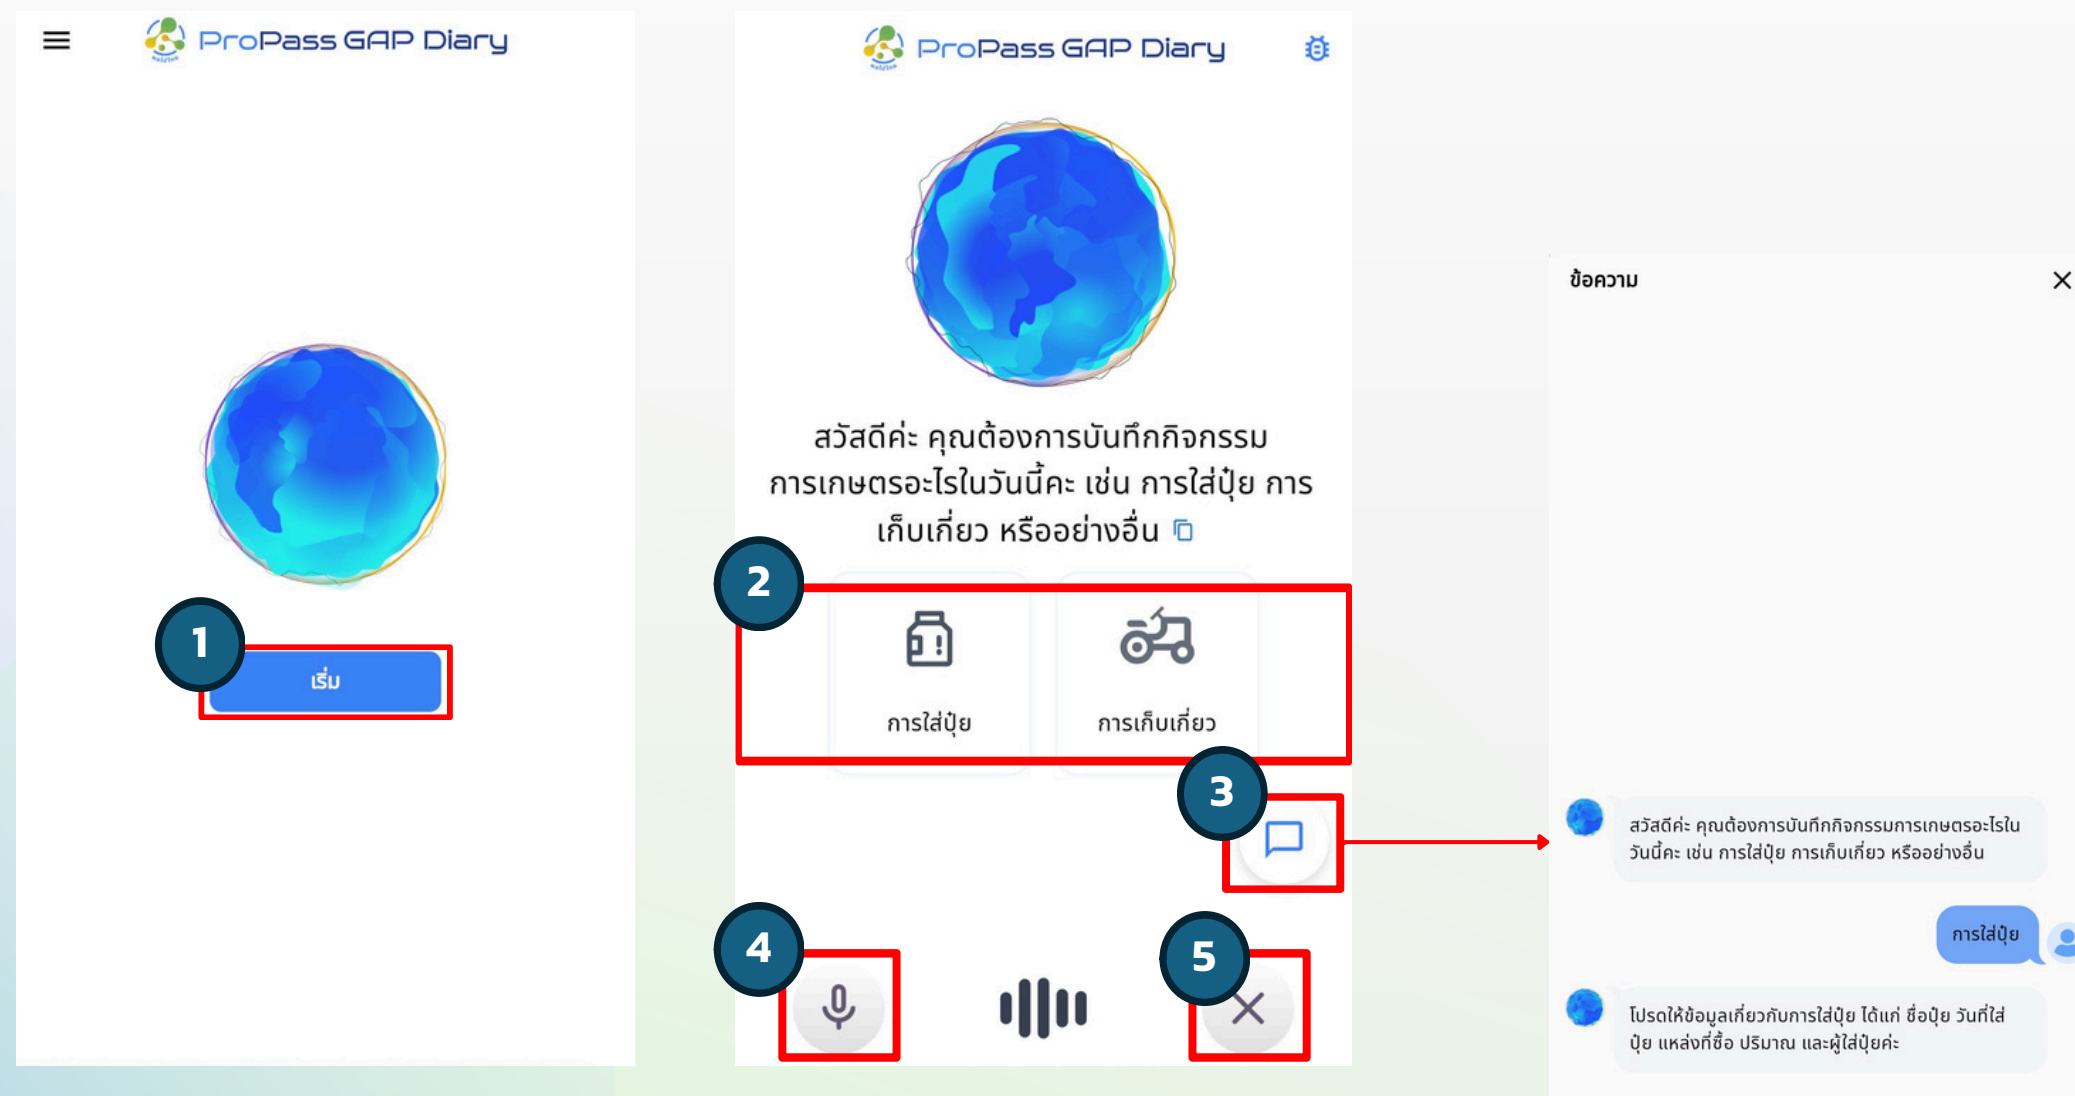 ProPass GAP Diary
1
เริ่ม
ProPass GAP Diary
สวัสดีค่ะ คุณต้องการบันทึกกิจกรรม
การเกษตรอะไรในวันนี้คะ เช่น การใส่ปุ๋ย การ
เก็บเกี่ยว หรืออย่างอื่น
2
การใส่ปุ๋ย
การเก็บเกี่ยว
3
4
5
ข้อความ
สวัสดีค่ะ คุณต้องการบันทึกกิจกรรมการเกษตรอะไรใน
วันนี้คะ เช่น การใส่ปุ๋ย การเก็บเกี่ยว หรืออย่างอื่น
การใส่ปุ๋ย
โปรดให้ข้อมูลเกี่ยวกับการใส่ปุ๋ย ได้แก่ ชื่อปุ๋ย วันที่ใส่
ปุ๋ย แหล่งที่ซื้อ ปริมาณ และผู้ใส่ปุ๋ยค่ะ